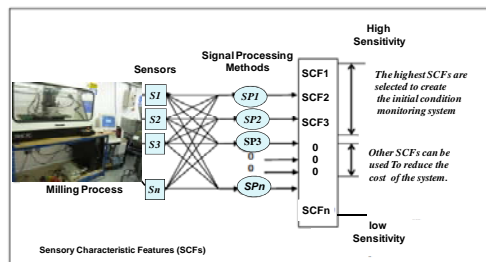 High
Sensitivity
Signal Processing
Methods
Sensors
S1
S2
S3
Sn
SP1
SP2
SP3
0
0
SPn
SCF1
SCF2
SCF3
0
0
0
SCFn
The highest SCFs are
selected to create
the initial condition
monitoring system
Other SCFs can be
used To reduce the
cost of the system.
Milling Process
low
Sensitivity
Sensory Characteristic Features (SCFs)